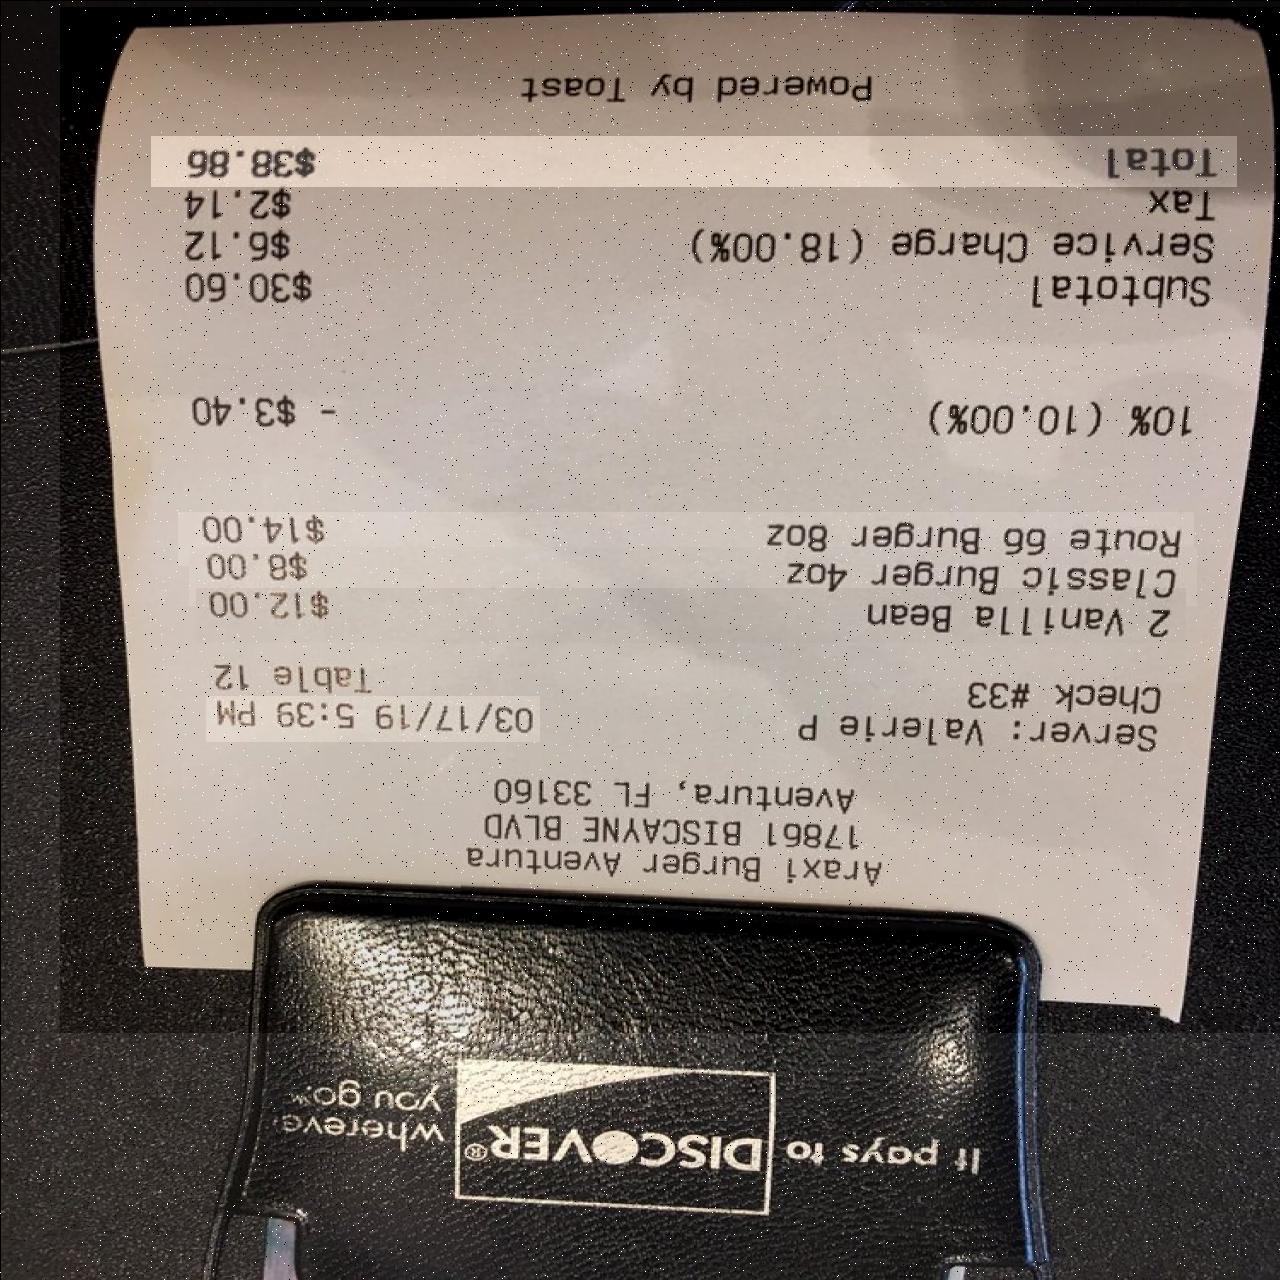 It pays to DISCOVER® wherever you go.
Araxi Burger Aventura
17861 BISCAYNE BLVD
Aventura, FL 33160
Server: Valerie P 03/17/19 5:39 PM
Check #33 Table 12
2 Vanilla Bean $12.00
Classic Burger 4oz $8.00
Route 66 Burger 8oz $14.00
10% (10.00%) - $3.40
Subtotal $30.60
Service Charge (18.00%) $6.12
Tax $2.14
Total $38.86
Powered by Toast